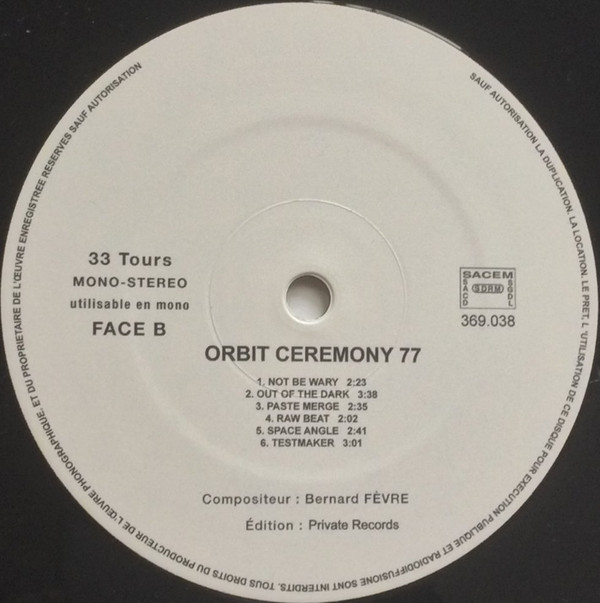 33 Tours
MONO-STEREO
utilisable en mono
FACE B
SACEM
SACD
SDRM
SGDL
369.038
ORBIT CEREMONY 77
1. NOT BE WARY 2:23
2. OUT OF THE DARK 3:38
3. PASTE MERGE 2:35
4. RAW BEAT 2:02
5. SPACE ANGLE 2:41
6. TESTMAKER 3:01
Compositeur : Bernard FÈVRE
Édition : Private Records
SAUF AUTORISATION LA DUPLICATION, LA LOCATION, LE PRET, L 'UTILISATION DE CE DISQUE POUR EXECUTION PUBLIQUE ET RADIODIFFUSION SONT INTERDITS. TOUS DROITS DU PRODUCTEUR DE L'ŒUVRE PHONOGRAPHIQUE ET DU PROPRIETAIRE DE L'ŒUVRE ENREGISTREE RESERVES SAUF AUTORISATION